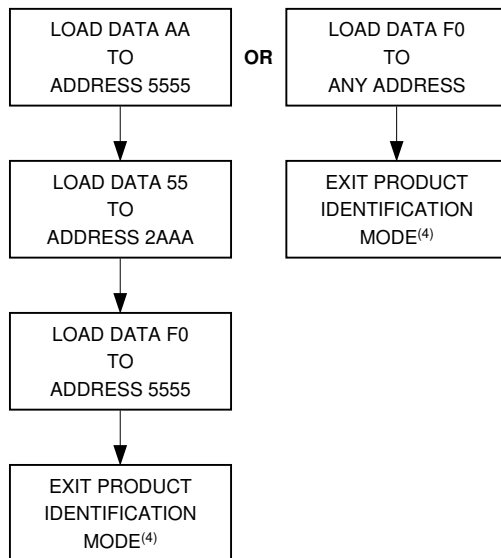 LOAD DATA AA
TO
ADDRESS 5555
LOAD DATA 55
TO
ADDRESS 2AAA
LOAD DATA F0
TO
ADDRESS 5555
EXIT PRODUCT
IDENTIFICATION
MODE(4)
OR
LOAD DATA F0
TO
ANY ADDRESS
EXIT PRODUCT
IDENTIFICATION
MODE(4)